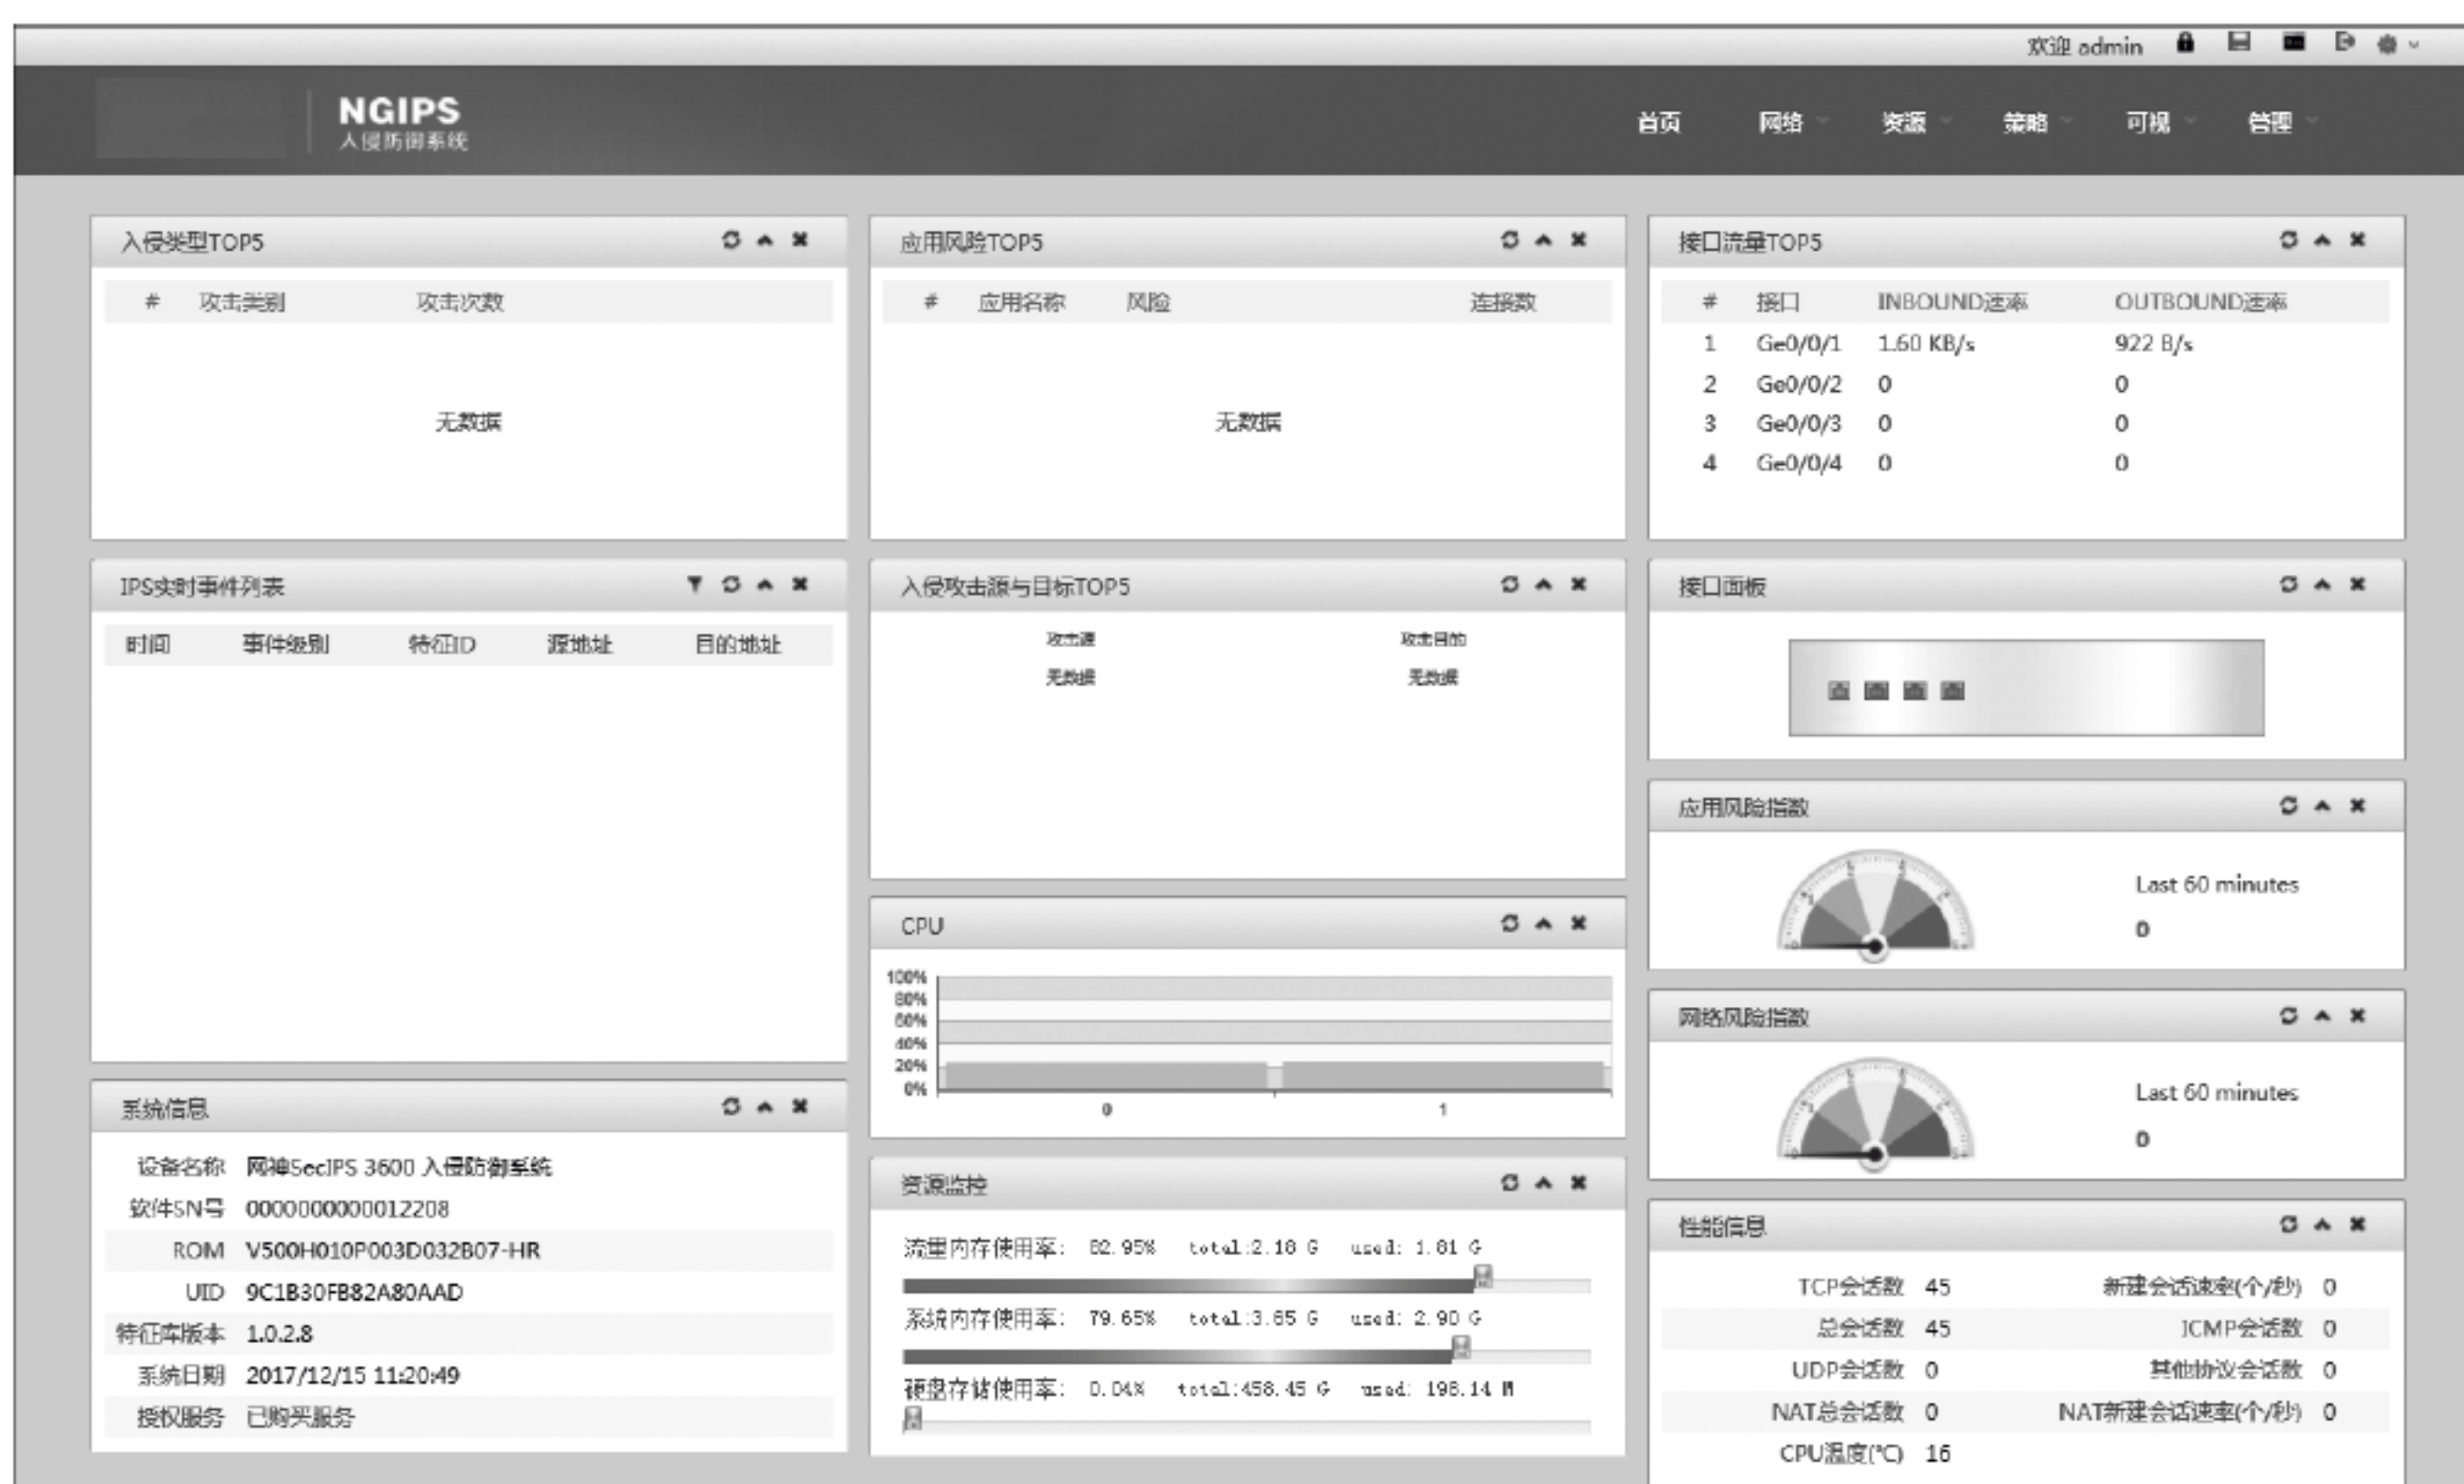 欢迎 admin
NGIPS
入侵防御系统
首页 网络 资源 策略 可视 管理
入侵类型TOP5
# 攻击类别 攻击次数
无数据
应用风险TOP5
# 应用名称 风险 连接数
无数据
接口流量TOP5
# 接口 INBOUND速率 OUTBOUND速率
1 Ge0/0/1 1.60 KB/s 922 B/s
2 Ge0/0/2 0 0
3 Ge0/0/3 0 0
4 Ge0/0/4 0 0
IPS实时事件列表
时间 事件级别 特征ID 源地址 目的地址
入侵攻击源与目标TOP5
攻击源 攻击目的
无数据 无数据
接口面板
应用风险指数
Last 60 minutes
0
CPU
100%
80%
60%
40%
20%
0%
0 1
网络风险指数
Last 60 minutes
0
系统信息
设备名称 网神SecIPS 3600 入侵防御系统
软件SN号 0000000000012208
ROM V500H010P003D032B07-HR
UID 9C1B30FB82A80AAD
特征库版本 1.0.2.8
系统日期 2017/12/15 11:20:49
授权服务 已购买服务
资源监控
流量内存使用率: 82.95% total:2.18 G used: 1.81 G
系统内存使用率: 79.65% total:3.65 G used: 2.90 G
硬盘存储使用率: 0.04% total:458.45 G used: 198.14 M
性能信息
TCP会话数 45 新建会话速率(个/秒) 0
总会话数 45 ICMP会话数 0
UDP会话数 0 其他协议会话数 0
NAT总会话数 0 NAT新建会话速率(个/秒) 0
CPU温度(℃) 16